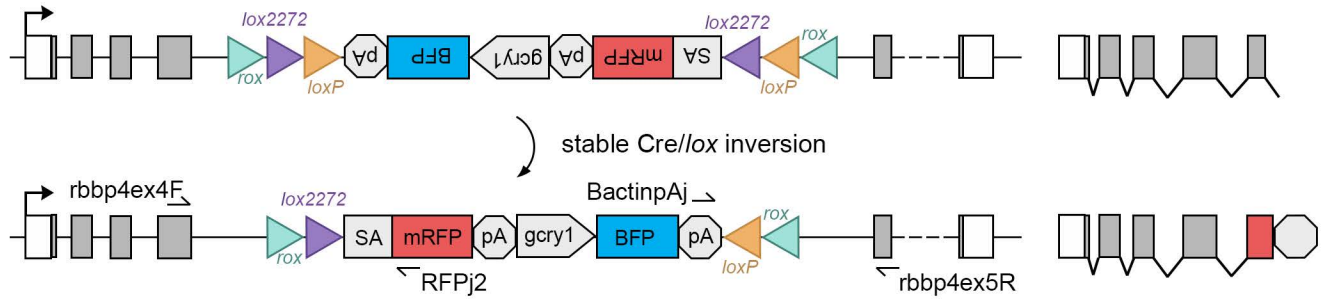 lox2272
lox2272
rox
rox
loxP
pA
BFP
gcry1
pA
mRFP
SA
loxP
stable Cre/lox inversion
rbbp4ex4F
lox2272
BactinpAj
rox
rox
SA
mRFP
pA
gcry1
BFP
pA
loxP
RFPj2
rbbp4ex5R